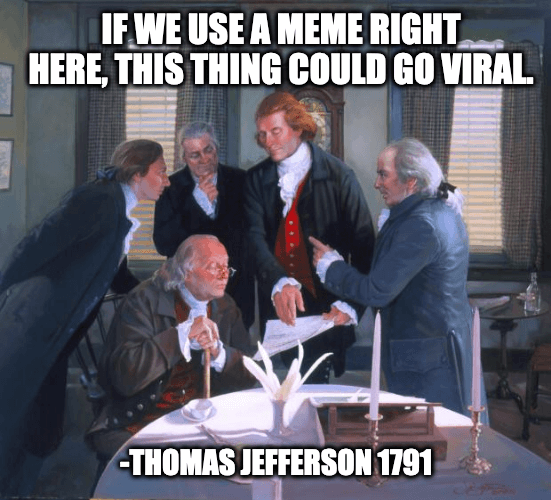 IF WE USE A MEME RIGHT
HERE, THIS THING COULD GO VIRAL.
-THOMAS JEFFERSON 1791